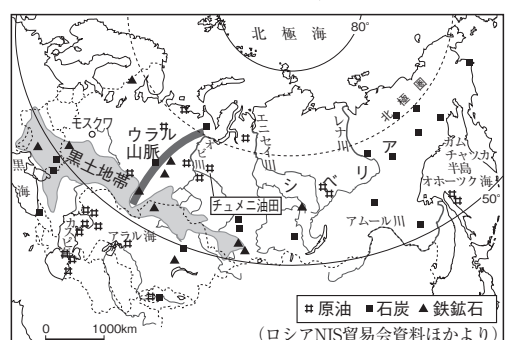 北極海
80°
北極圏
モスクワ
ウラル
山脈
オビ川
エニセイ川
レナ川
シベリア
カム
チャツカ
半島
オホーツク海
50°
黒土地帯
黒海
チュメニ油田
アムール川
カスピ海
アラル海
原油 ■石炭 ▲鉄鉱石
0 1000km
(ロシアNIS貿易会資料ほかより)